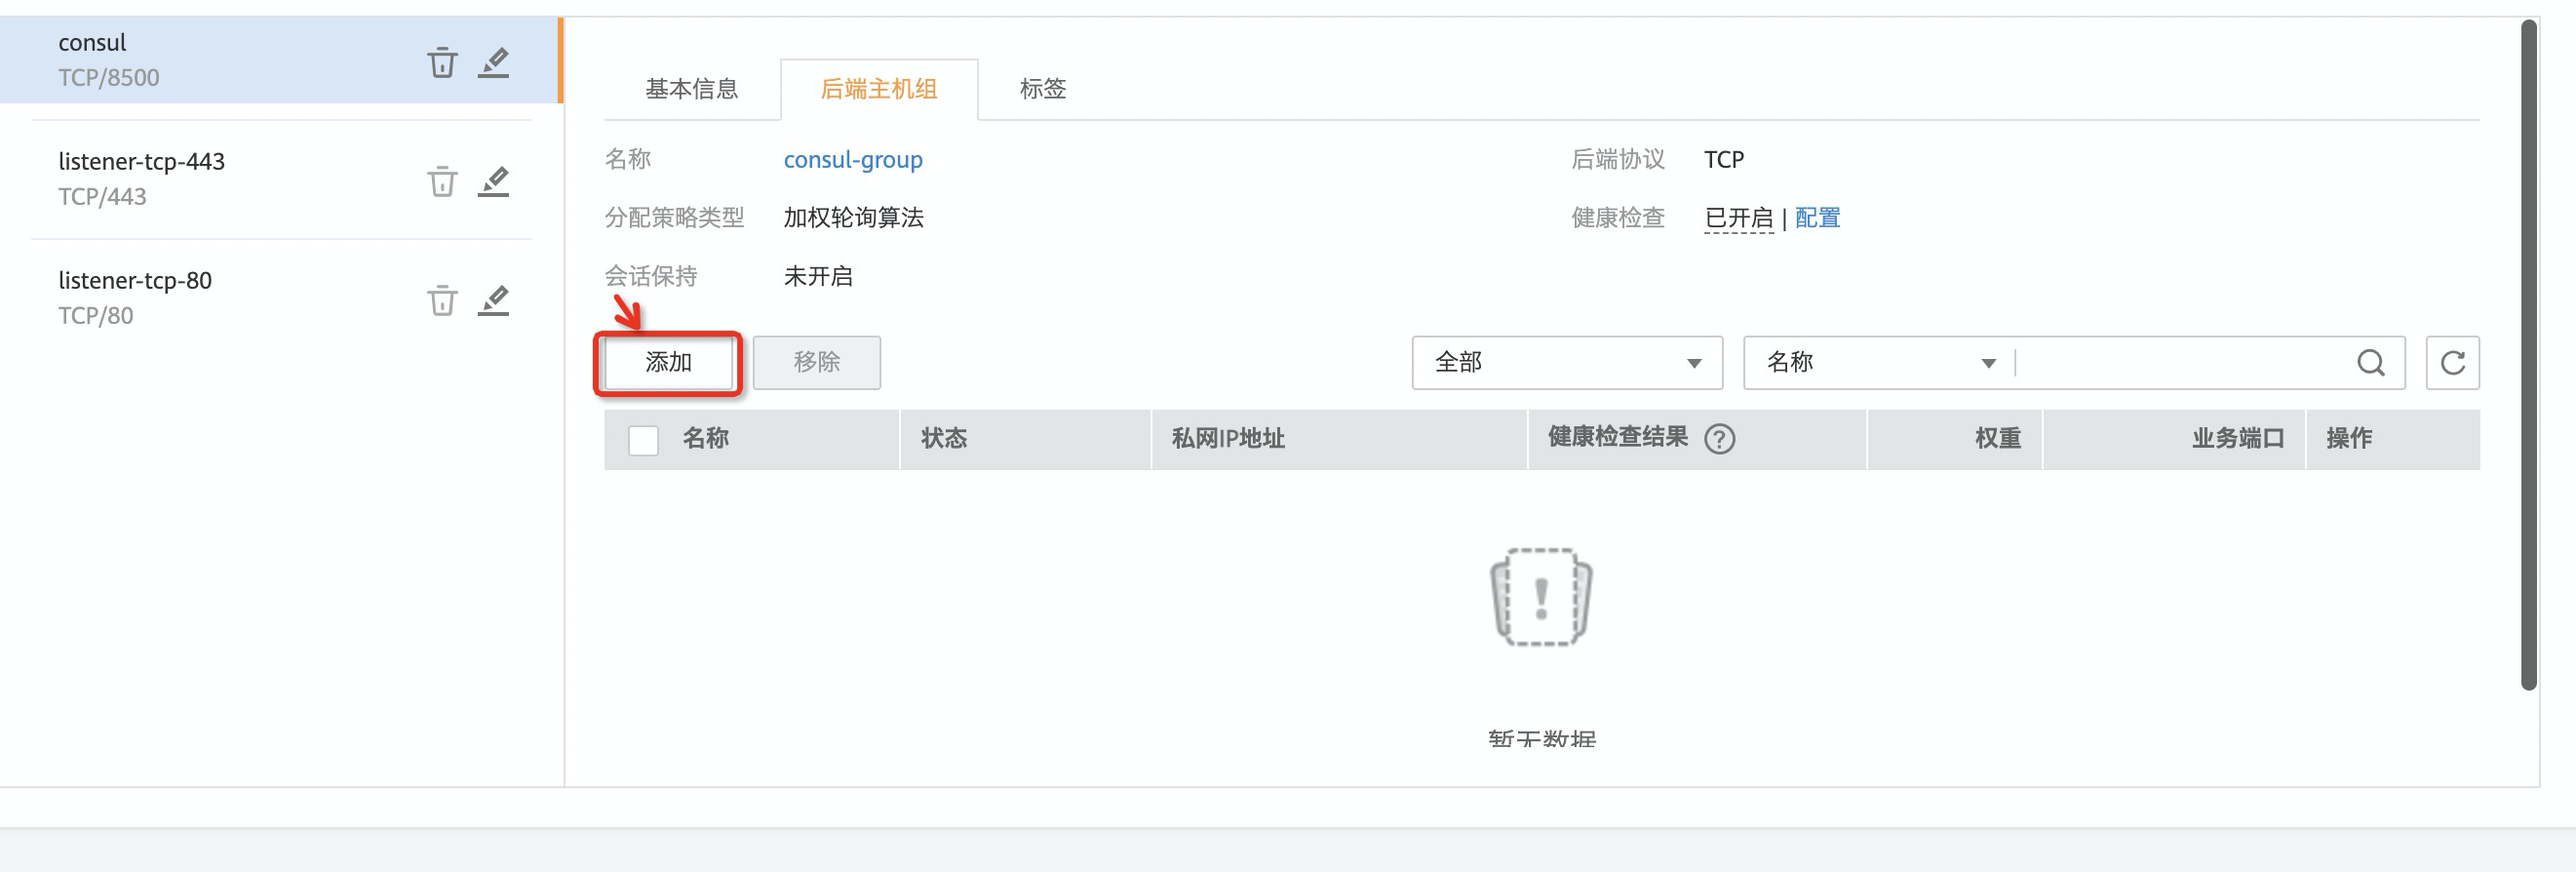 consul
TCP/8500
listener-tcp-443
TCP/443
listener-tcp-80
TCP/80
基本信息 后端主机组 标签
名称 consul-group 后端协议 TCP
分配策略类型 加权轮询算法 健康检查 已开启 | 配置
会话保持 未开启
添加 移除 全部 名称
名称 状态 私网IP地址 健康检查结果 ? 权重 业务端口 操作
暂无数据